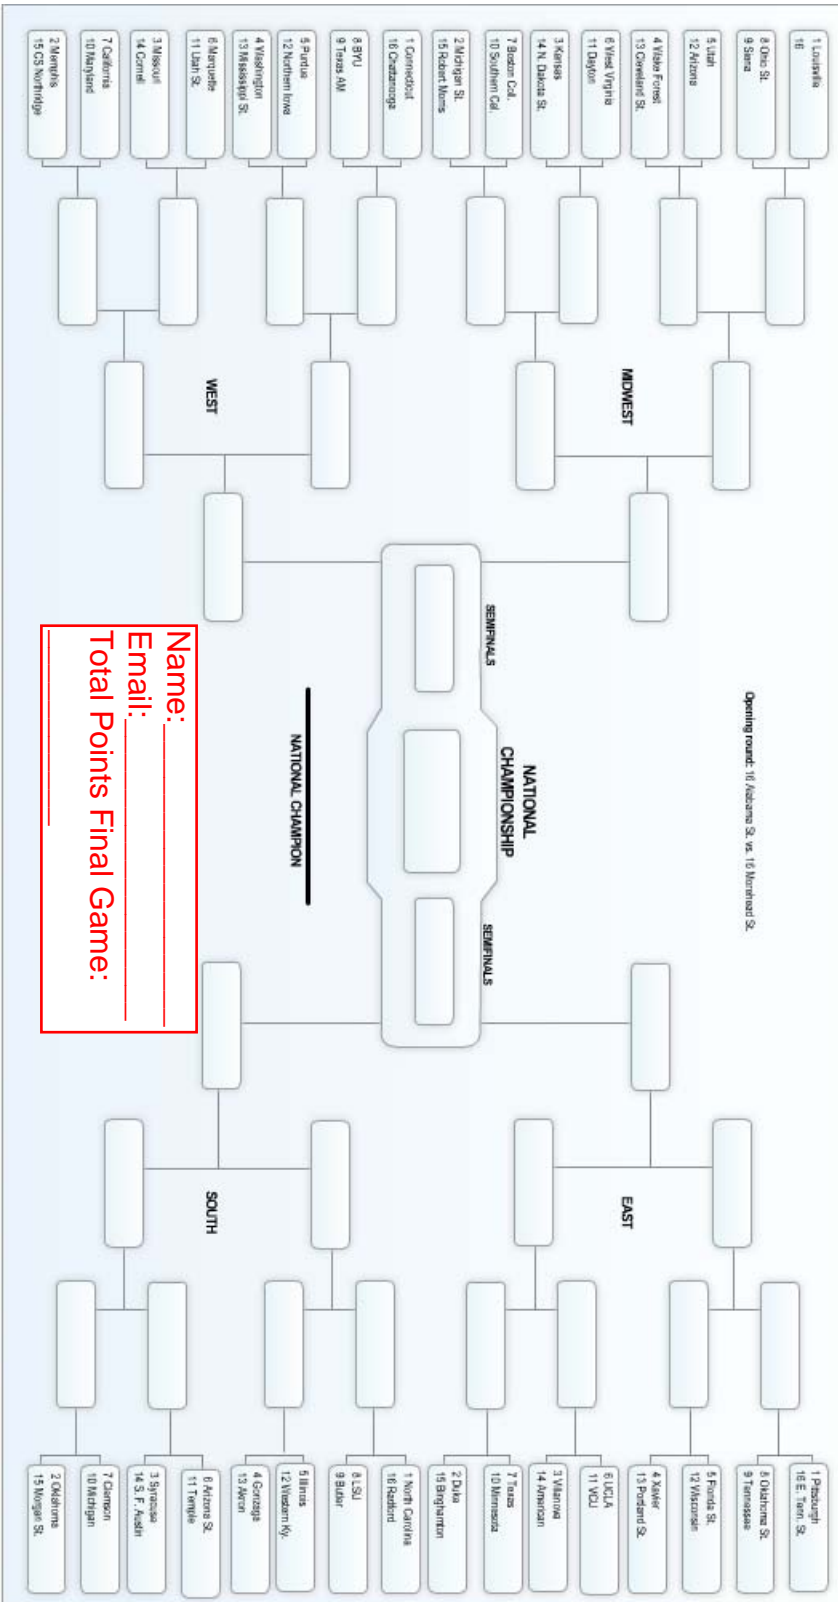 Opening round: 16 Alabama St. vs. 16 Morehead St.
1 Louisville
16
8 Ohio St.
9 Siena
5 Utah
12 Arizona
4 Wake Forest
13 Cleveland St.
6 West Virginia
11 Dayton
3 Kansas
14 N. Dakota St.
7 Boston Coll.
10 Southern Cal.
2 Michigan St.
15 Robert Morris
MIDWEST
1 Connecticut
16 Chattanooga
8 BYU
9 Texas AM
5 Purdue
12 Northern Iowa
4 Washington
13 Mississippi St.
6 Marquette
11 Utah St.
3 Missouri
14 Cornell
7 California
10 Maryland
2 Memphis
15 CS Northridge
WEST
SEMIFINALS
NATIONAL
CHAMPIONSHIP
SEMIFINALS
NATIONAL CHAMPION
Name:
Email:
Total Points Final Game:
1 Pittsburgh
16 E. Tenn. St.
8 Oklahoma St.
9 Tennessee
5 Florida St.
12 Wisconsin
4 Xavier
13 Portland St.
6 UCLA
11 VCU
3 Villanova
14 American
7 Texas
10 Minnesota
2 Duke
15 Binghamton
EAST
1 North Carolina
16 Radford
8 LSU
9 Butler
5 Illinois
12 Western Ky.
4 Gonzaga
13 Akron
6 Arizona St.
11 Temple
3 Syracuse
14 S. F. Austin
7 Clemson
10 Michigan
2 Oklahoma
15 Morgan St.
SOUTH